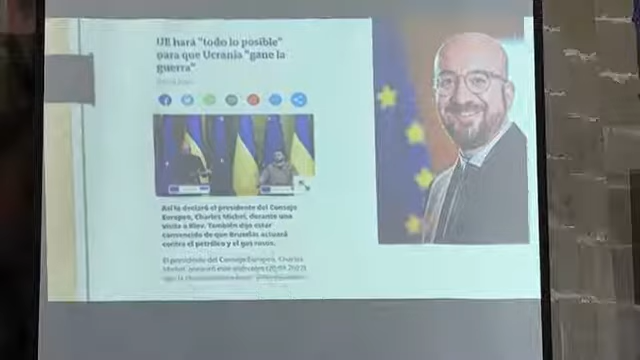 UE hará "todo lo posible"
para que Ucrania "gane la
guerra"
Así lo declaró el presidente del Consejo
Europeo, Charles Michel, durante una
visita a Kiev. También dijo estar
convencido de que Bruselas actuará
contra el petróleo y el gas rusos.
El presidente del Consejo Europeo, Charles
Michel, este miércoles